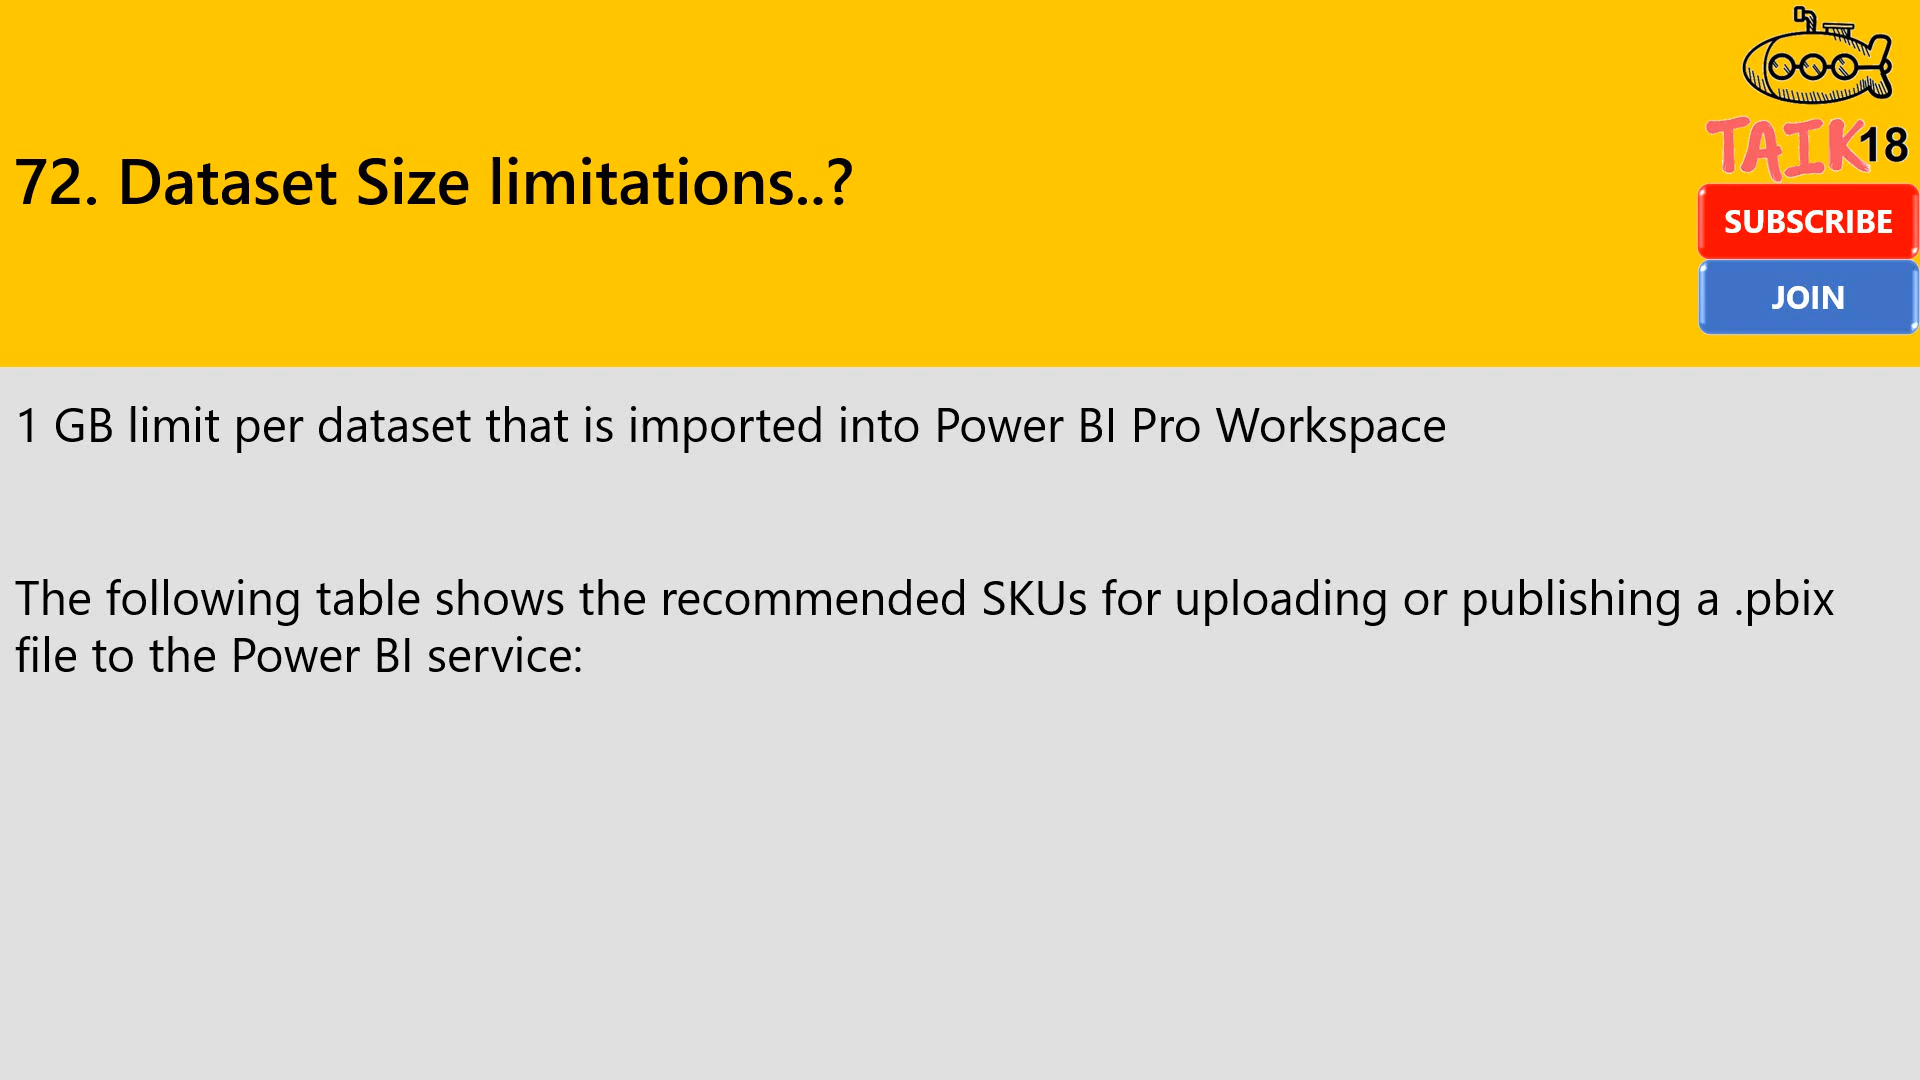 72. Dataset Size limitations..?
TAIK18
SUBSCRIBE
JOIN
1 GB limit per dataset that is imported into Power BI Pro Workspace
The following table shows the recommended SKUs for uploading or publishing a .pbix
file to the Power BI service: